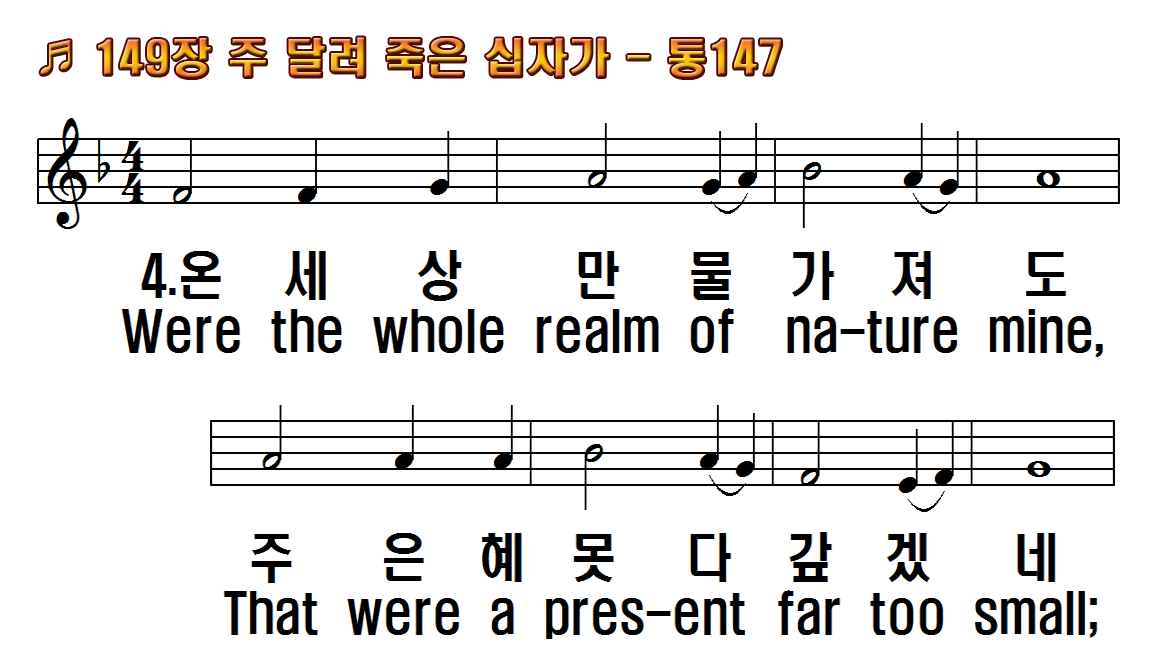 ♬ 149장 주 달려 죽은 십자가 - 통147
4
4
4.온 세 상 만 물 가 져 도
Were the whole realm of na-ture mine,
주 은 혜 못 다 갚 겠 네
That were a pres-ent far too small;